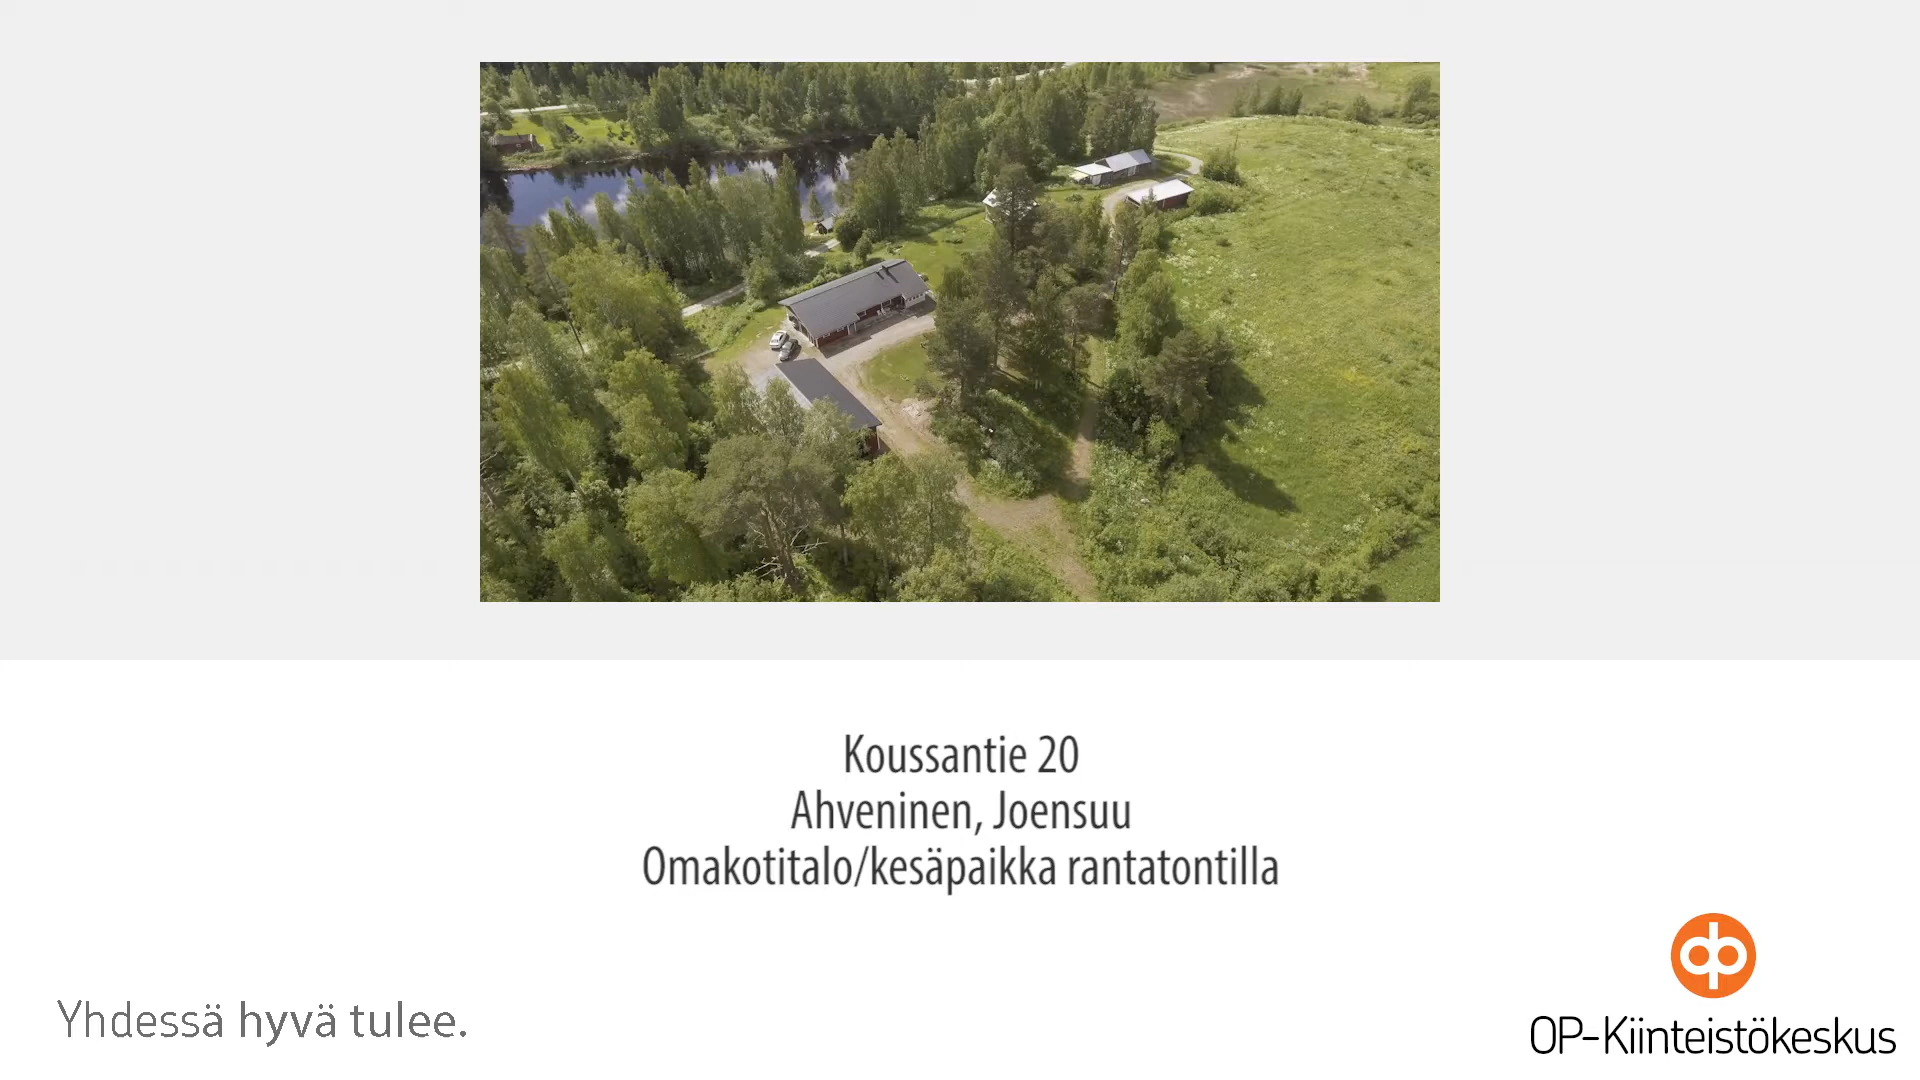 Koussantie 20
Ahveninen, Joensuu
Omakotitalo/kesäpaikka rantatontilla
Yhdessä hyvä tulee.
OP-Kiinteistökeskus